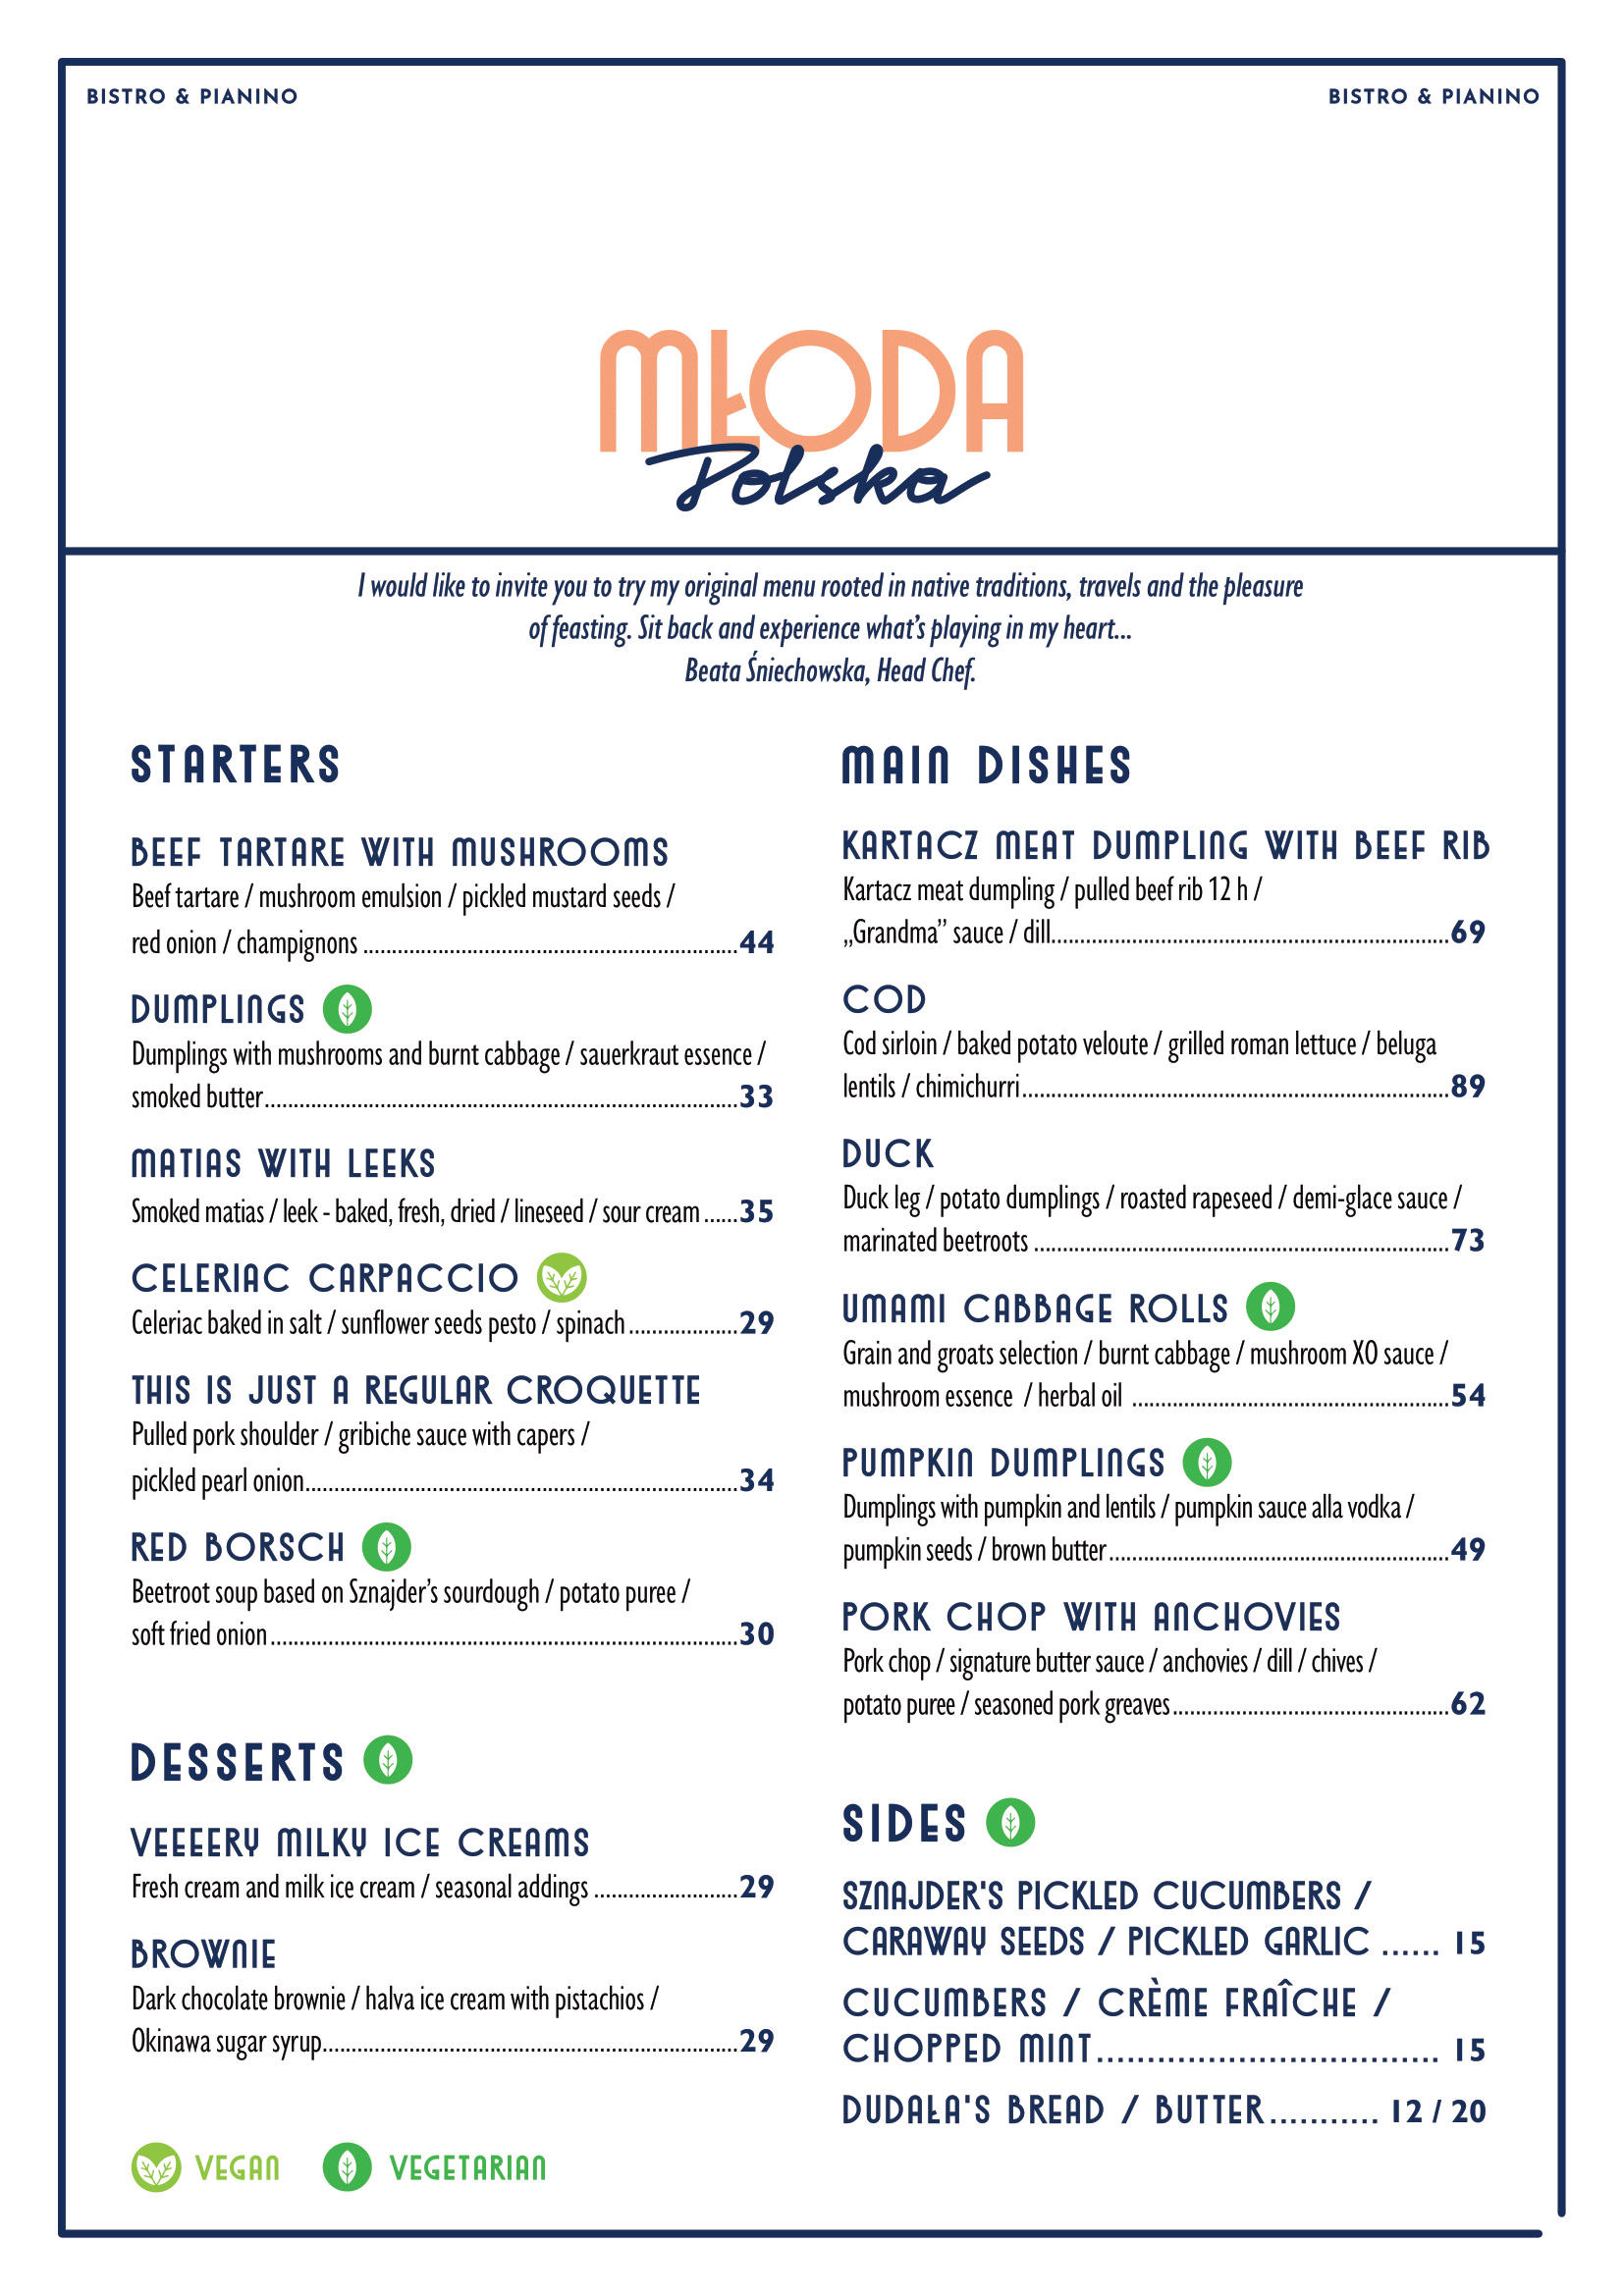 BISTRO & PIANINO
BISTRO & PIANINO
MŁODA
Polska
I would like to invite you to try my original menu rooted in native traditions, travels and the pleasure
of feasting. Sit back and experience what's playing in my heart...
Beata Śniechowska, Head Chef.
STARTERS
BEEF TARTARE WITH MUSHROOMS
Beef tartare / mushroom emulsion / pickled mustard seeds /
red onion / champignons ................................................................44
DUMPLINGS
Dumplings with mushrooms and burnt cabbage / sauerkraut essence /
smoked butter.................................................................................33
MATIAS WITH LEEKS
Smoked matias / leek - baked, fresh, dried / lineseed / sour cream ......35
CELERIAC CARPACCIO
Celeriac baked in salt / sunflower seeds pesto / spinach ...................29
THIS IS JUST A REGULAR CROQUETTE
Pulled pork shoulder / gribiche sauce with capers /
pickled pearl onion..........................................................................34
RED BORSCH
Beetroot soup based on Sznajder's sourdough / potato puree /
soft fried onion ................................................................................30
DESSERTS
VEEEERY MILKY ICE CREAMS
Fresh cream and milk ice cream / seasonal addings .........................29
BROWNIE
Dark chocolate brownie / halva ice cream with pistachios /
Okinawa sugar syrup.......................................................................29
VEGAN
VEGETARIAN
MAIN DISHES
KARTACZ MEAT DUMPLING WITH BEEF RIB
Kartacz meat dumpling / pulled beef rib 12 h /
„Grandma” sauce / dill....................................................................69
COD
Cod sirloin / baked potato veloute / grilled roman lettuce / beluga
lentils / chimichurri.........................................................................89
DUCK
Duck leg / potato dumplings / roasted rapeseed / demi-glace sauce /
marinated beetroots .......................................................................73
UMAMI CABBAGE ROLLS
Grain and groats selection / burnt cabbage / mushroom XO sauce /
mushroom essence / herbal oil ......................................................54
PUMPKIN DUMPLINGS
Dumplings with pumpkin and lentils / pumpkin sauce alla vodka /
pumpkin seeds / brown butter ..........................................................49
PORK CHOP WITH ANCHOVIES
Pork chop / signature butter sauce / anchovies / dill / chives /
potato puree / seasoned pork greaves ...............................................62
SIDES
SZNAJDER'S PICKLED CUCUMBERS /
CARAWAY SEEDS / PICKLED GARLIC ...... 15
CUCUMBERS / CRÈME FRAÎCHE /
CHOPPED MINT.................................. 15
DUDAŁA'S BREAD / BUTTER........... 12 / 20